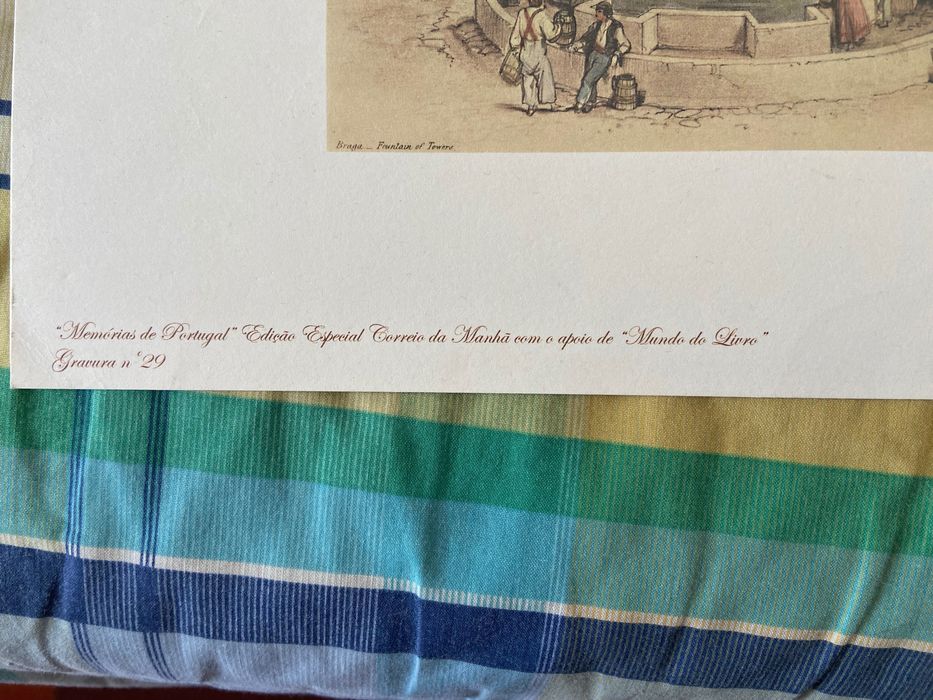 Braga _ Fountain of Towers
"Memórias de Portugal" Edição Especial Correio da Manhã com o apoio de "Mundo do Livro"
Gravura nº 29